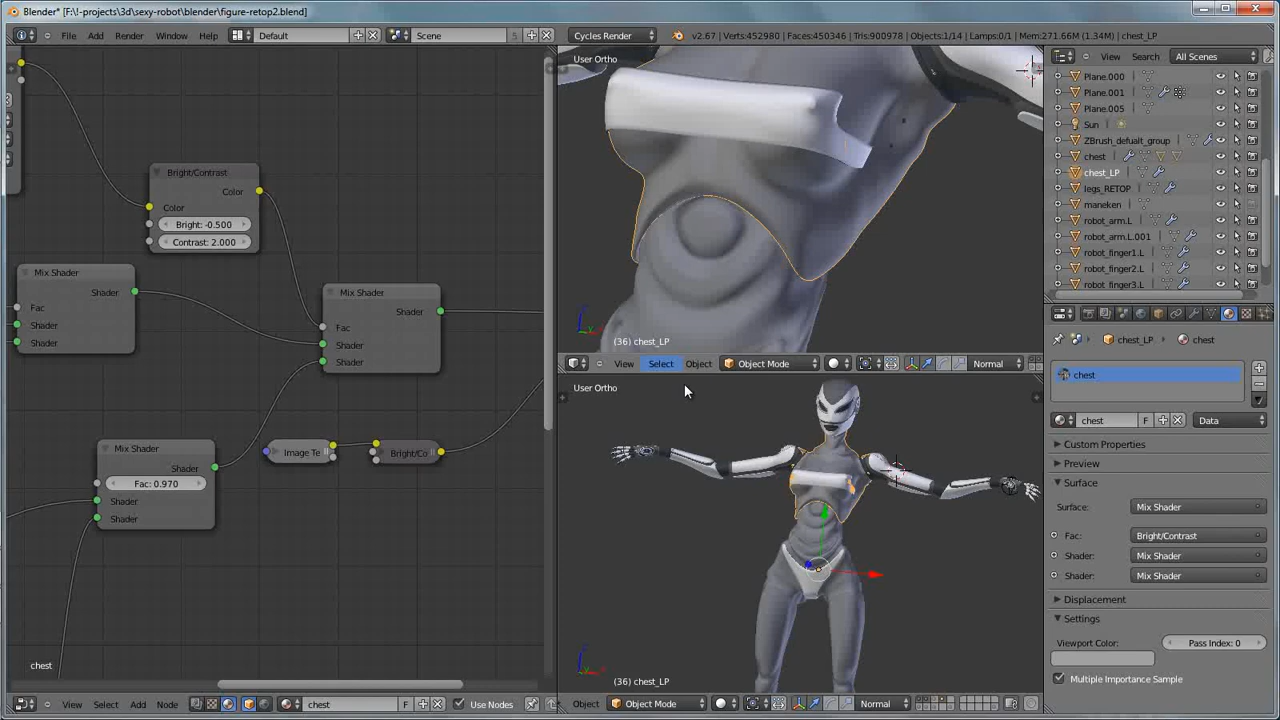 Blender* [F:\!-projects\3d\sexy-robot\blender\figure-retop2.blend]
File Add Render Window Help Default Scene 5 Cycles Render v2.67 | Verts:452980 | Faces:450346 | Tris:900978 | Objects:1/14 | Lamps:0/1 | Mem:271.66M (1.34M) | chest_LP
User Ortho
View Search All Scenes
Plane.000
Plane.001
Plane.005
Sun
ZBrush_defualt_group
chest
chest_LP
legs_RETOP
maneken
robot_arm.L
robot_arm.L.001
robot_finger1.L
robot_finger2.L
robot_finger3.L
Bright/Contrast
Color
Color
Bright: -0.500
Contrast: 2.000
Mix Shader
Shader
Fac
Shader
Shader
Mix Shader
Shader
Fac
Shader
Shader
Mix Shader
Shader
Fac: 0.970
Shader
Shader
Image Te
Bright/Co
chest
View Select Add Node chest F Use Nodes
(36) chest_LP
View Select Object Object Mode Normal
User Ortho
(36) chest_LP
Object Object Mode Normal
chest_LP chest
chest
chest F Data
Custom Properties
Preview
Surface
Surface: Mix Shader
Fac: Bright/Contrast
Shader: Mix Shader
Shader: Mix Shader
Displacement
Settings
Viewport Color: Pass Index: 0
Multiple Importance Sample